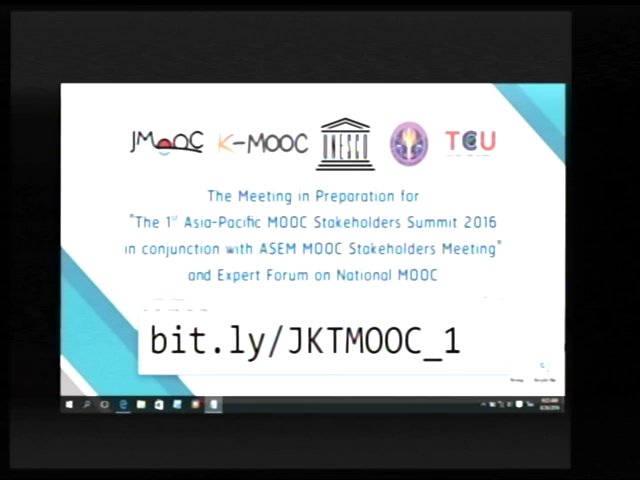 JMOOC K-MOOC UNESCO TCU
The Meeting in Preparation for
"The 1st Asia-Pacific MOOC Stakeholders Summit 2016
in conjunction with ASEM MOOC Stakeholders Meeting"
and Expert Forum on National MOOC
bit.ly/JKTMOOC_1